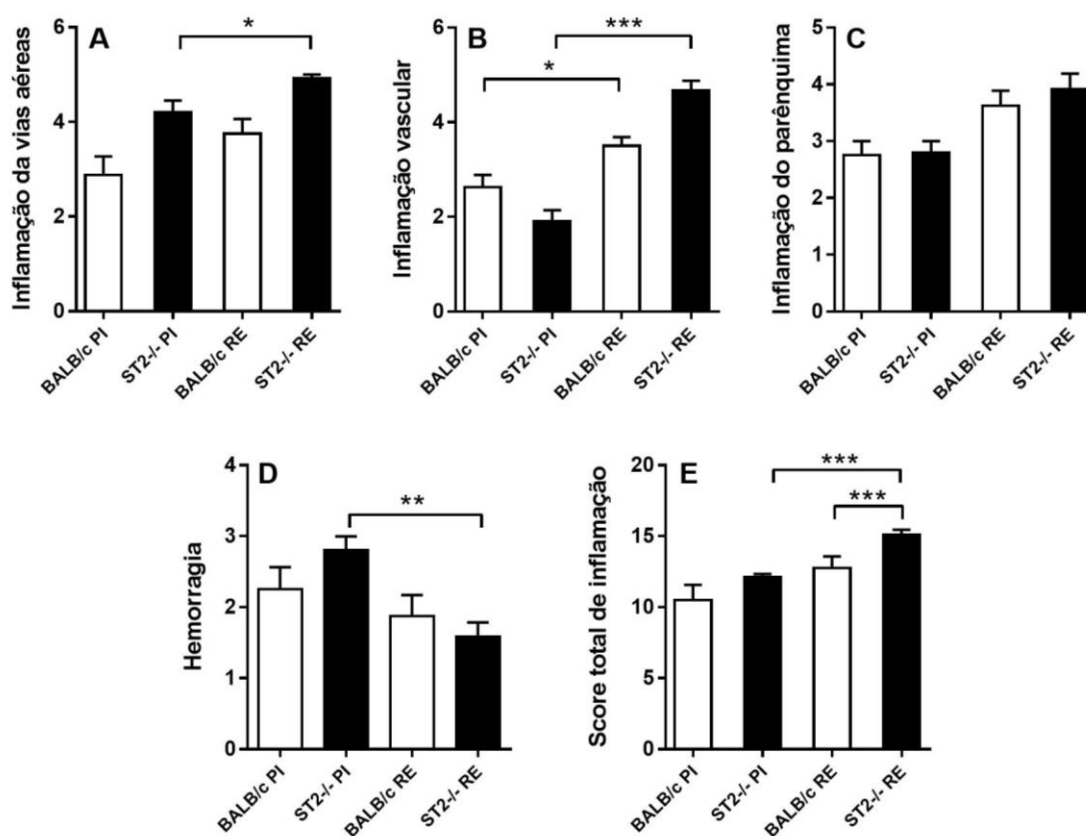 A
Inflamação da vias aéreas
6
4
2
0
*
BALB/c PI
ST2-/- PI
BALB/c RE
ST2-/- RE
B
Inflamação vascular
6
4
2
0
***
*
BALB/c PI
ST2-/- PI
BALB/c RE
ST2-/- RE
C
Inflamação do parênquima
5
4
3
2
1
0
BALB/c PI
ST2-/- PI
BALB/c RE
ST2-/- RE
D
Hemorragia
4
3
2
1
0
**
BALB/c PI
ST2-/- PI
BALB/c RE
ST2-/- RE
E
Score total de inflamação
20
15
10
5
0
***
***
BALB/c PI
ST2-/- PI
BALB/c RE
ST2-/- RE